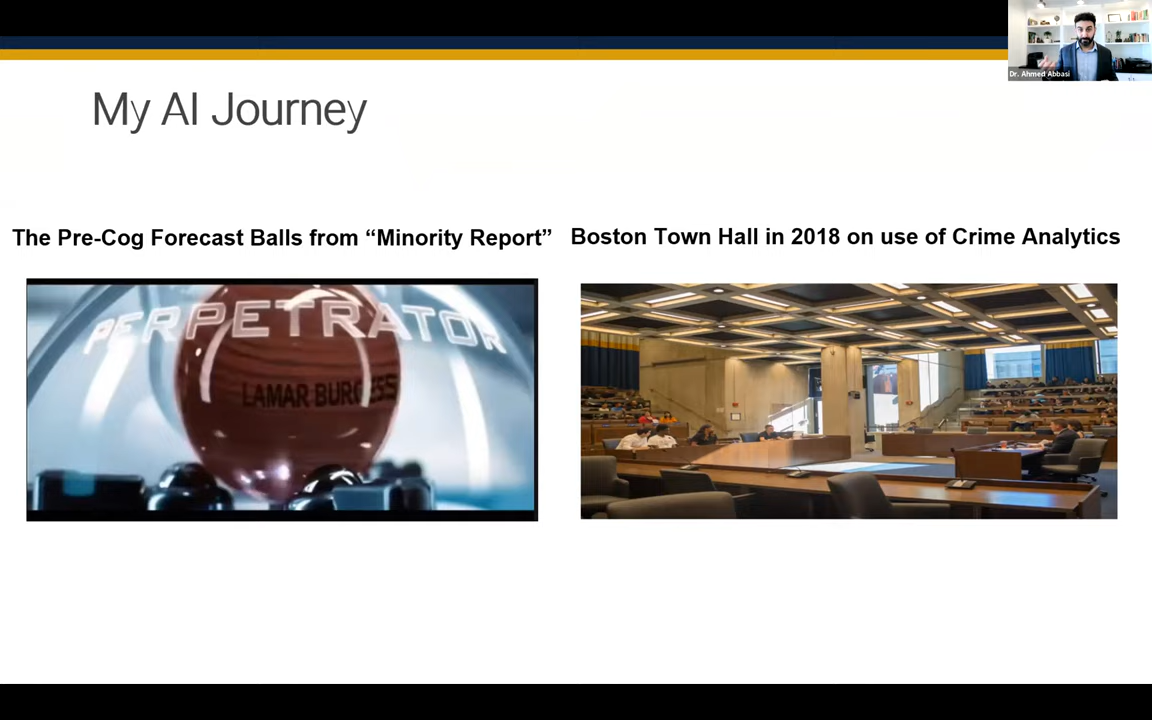 Dr. Ahmed Abbasi
My AI Journey
The Pre-Cog Forecast Balls from “Minority Report”
Boston Town Hall in 2018 on use of Crime Analytics
PERPETRATOR
LAMAR BURGESS